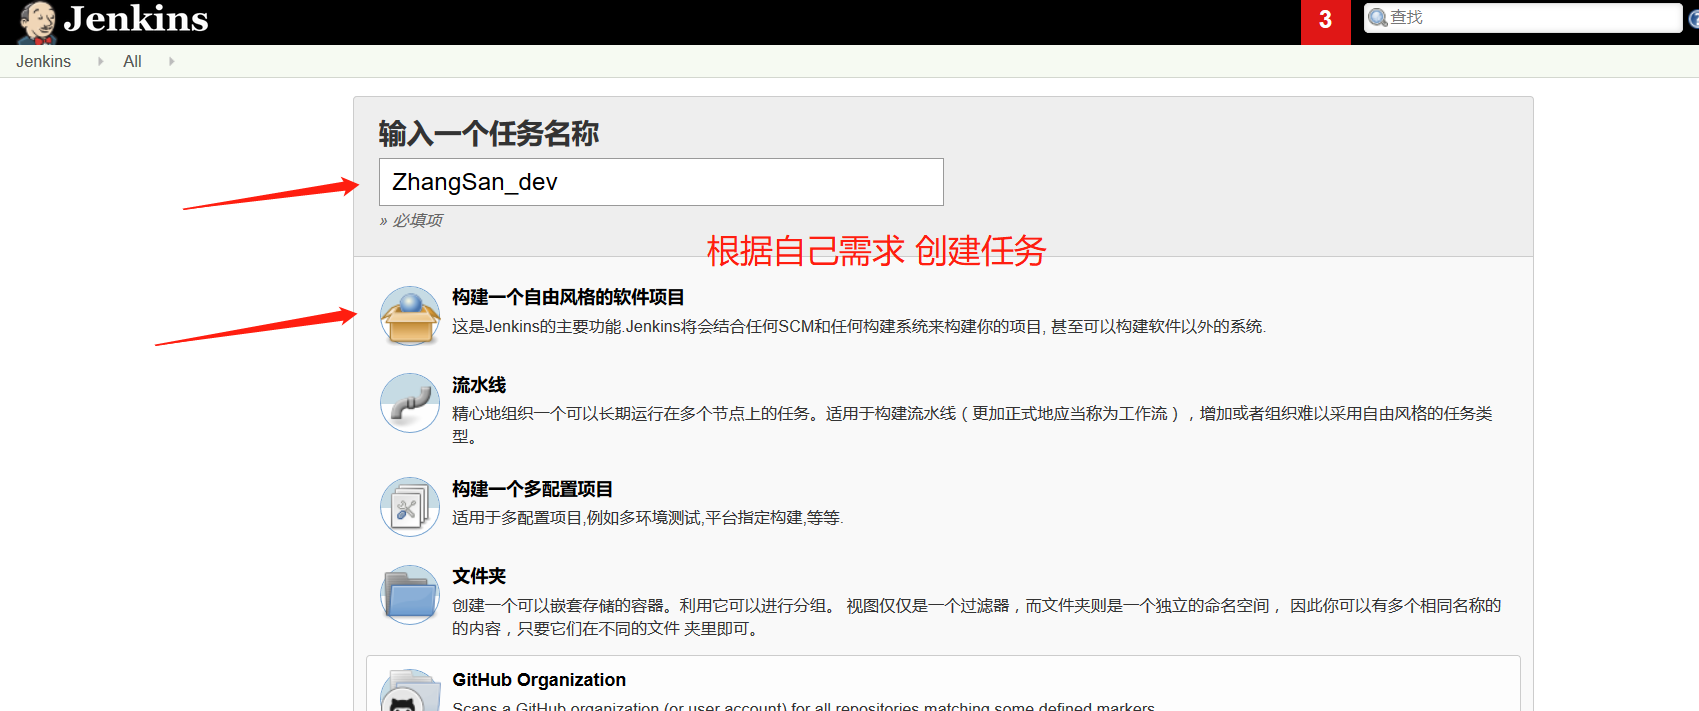 Jenkins
3
查找
Jenkins
All
输入一个任务名称
ZhangSan_dev
» 必填项
根据自己需求 创建任务
构建一个自由风格的软件项目
这是Jenkins的主要功能.Jenkins将会结合任何SCM和任何构建系统来构建你的项目, 甚至可以构建软件以外的系统.
流水线
精心地组织一个可以长期运行在多个节点上的任务。适用于构建流水线（更加正式地应当称为工作流），增加或者组织难以采用自由风格的任务类
型。
构建一个多配置项目
适用于多配置项目,例如多环境测试,平台指定构建,等等.
文件夹
创建一个可以嵌套存储的容器。利用它可以进行分组。 视图仅仅是一个过滤器，而文件夹则是一个独立的命名空间， 因此你可以有多个相同名称的
的内容，只要它们在不同的文件 夹里即可。
GitHub Organization
Scans a GitHub organization (or user account) for all repositories matching some defined markers.